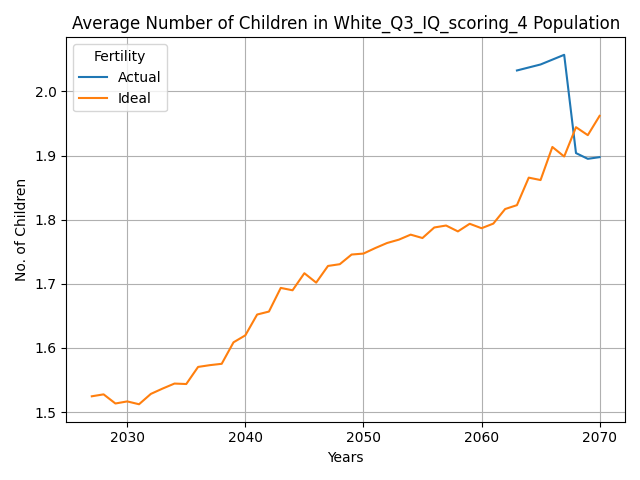 Average Number of Children in White_Q3_IQ_scoring_4 Population
Fertility
Actual
Ideal
No. of Children
2.0
1.9
1.8
1.7
1.6
1.5
2030 2040 2050 2060 2070
Years